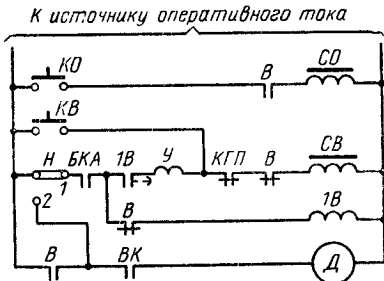 К источнику оперативного тока
КО В СО
КВ
Н БКА 1В У КГП В СВ
1
2 В 1В
В ВК Д